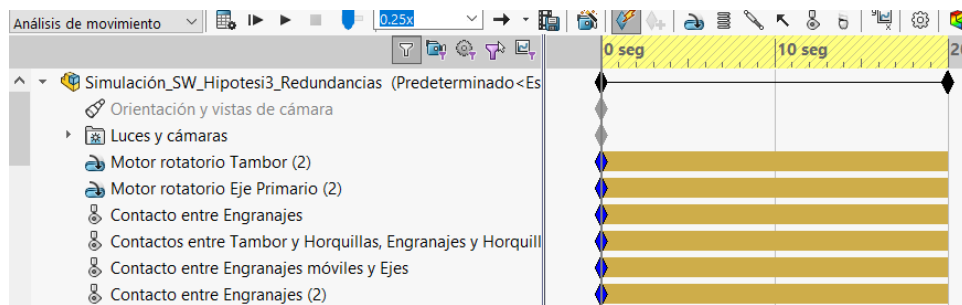 Análisis de movimiento 0.25x
0 seg 10 seg 20
Simulación_SW_Hipotesi3_Redundancias (Predeterminado<Es
Orientación y vistas de cámara
Luces y cámaras
Motor rotatorio Tambor (2)
Motor rotatorio Eje Primario (2)
Contacto entre Engranajes
Contactos entre Tambor y Horquillas, Engranajes y Horquill
Contacto entre Engranajes móviles y Ejes
Contacto entre Engranajes (2)